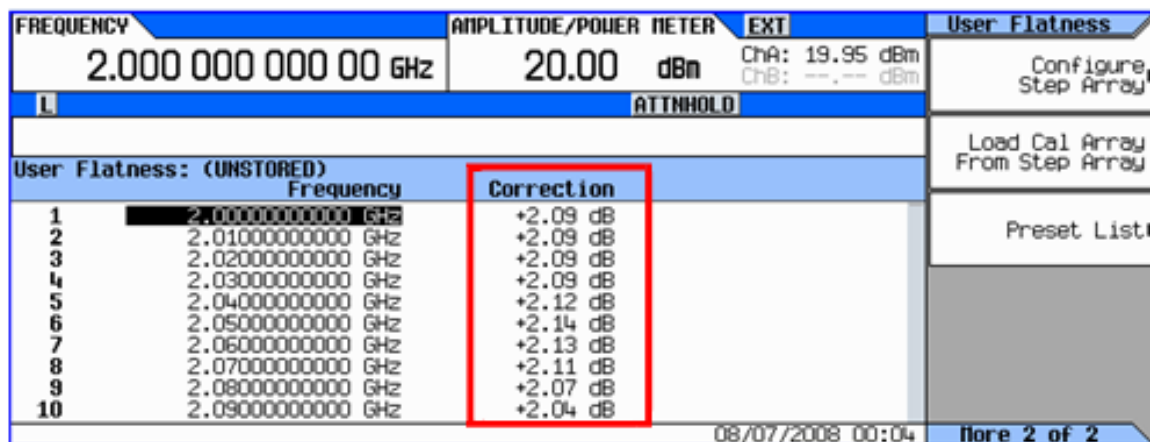 FREQUENCY
2.000 000 000 00 GHz
AMPLITUDE/POWER METER
EXT
20.00 dBm
ChA: 19.95 dBm
ChB: --.-- dBm
L
ATTNHOLD
User Flatness: (UNSTORED)
Frequency Correction
1 2.00000000000 GHz +2.09 dB
2 2.01000000000 GHz +2.09 dB
3 2.02000000000 GHz +2.09 dB
4 2.03000000000 GHz +2.09 dB
5 2.04000000000 GHz +2.12 dB
6 2.05000000000 GHz +2.14 dB
7 2.06000000000 GHz +2.13 dB
8 2.07000000000 GHz +2.11 dB
9 2.08000000000 GHz +2.07 dB
10 2.09000000000 GHz +2.04 dB
08/07/2008 00:04
User Flatness
Configure
Step Array
Load Cal Array
From Step Array
Preset List
More 2 of 2